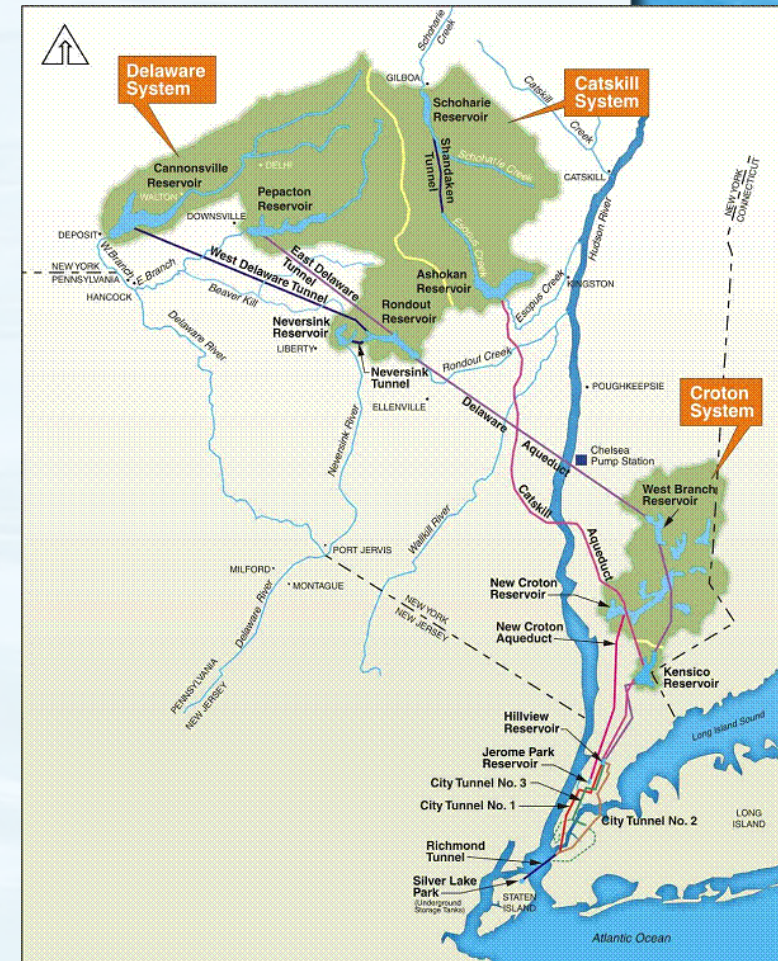 Delaware
System
Catskill
System
Croton
System
Schoharie
Creek
GILBOA
Catskill
Creek
Schoharie
Reservoir
Shandaken
Tunnel
Schoharie Creek
CATSKILL
Cannonsville
Reservoir
DELHI
WALTON
Pepacton
Reservoir
DOWNSVILLE
DEPOSIT
W.Branch
E.Branch
NEW YORK
PENNSYLVANIA
HANCOCK
East Delaware
Tunnel
West Delaware Tunnel
Beaver Kill
Esopus Creek
Ashokan
Reservoir
Esopus Creek
KINGSTON
Hudson River
NEW YORK
CONNECTICUT
Rondout
Reservoir
Neversink
Reservoir
LIBERTY
Neversink
Tunnel
Rondout Creek
ELLENVILLE
Delaware River
Neversink River
POUGHKEEPSIE
Delaware
Aqueduct
Chelsea
Pump Station
West Branch
Reservoir
Catskill
Aqueduct
Wallkill River
PORT JERVIS
MILFORD
MONTAGUE
Delaware River
PENNSYLVANIA
NEW JERSEY
NEW YORK
NEW JERSEY
New Croton
Reservoir
New Croton
Aqueduct
Kensico
Reservoir
Hillview
Reservoir
Long Island Sound
Jerome Park
Reservoir
City Tunnel No. 3
City Tunnel No. 1
City Tunnel No. 2
LONG
ISLAND
Richmond
Tunnel
Silver Lake
Park
(Underground
Storage Tanks)
STATEN
ISLAND
Atlantic Ocean